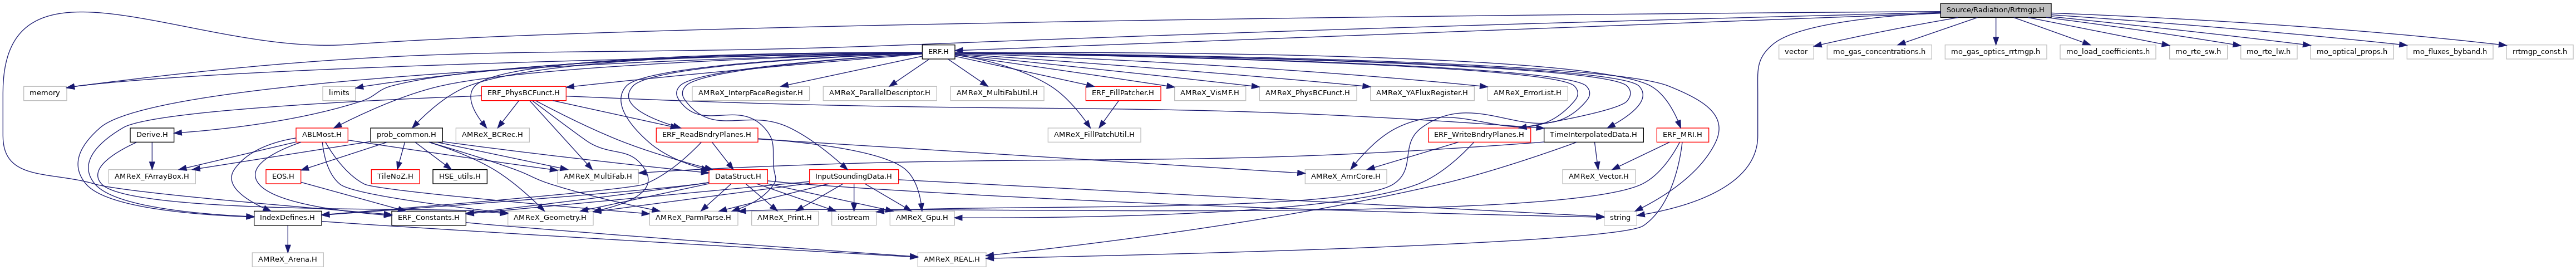 Source/Radiation/Rrtmgp.H
ERF.H
vector
mo_gas_concentrations.h
mo_gas_optics_rrtmgp.h
mo_load_coefficients.h
mo_rte_sw.h
mo_rte_lw.h
mo_optical_props.h
mo_fluxes_byband.h
rrtmgp_const.h
memory
limits
ERF_PhysBCFunct.H
AMReX_InterpFaceRegister.H
AMReX_ParallelDescriptor.H
AMReX_MultiFabUtil.H
ERF_FillPatcher.H
AMReX_VisMF.H
AMReX_PhysBCFunct.H
AMReX_YAFluxRegister.H
AMReX_ErrorList.H
Derive.H
ABLMost.H
prob_common.H
AMReX_BCRec.H
ERF_ReadBndryPlanes.H
AMReX_FillPatchUtil.H
ERF_WriteBndryPlanes.H
TimeInterpolatedData.H
ERF_MRI.H
AMReX_FArrayBox.H
EOS.H
TileNoZ.H
HSE_utils.H
AMReX_MultiFab.H
DataStruct.H
InputSoundingData.H
AMReX_AmrCore.H
AMReX_Vector.H
IndexDefines.H
ERF_Constants.H
AMReX_Geometry.H
AMReX_ParmParse.H
AMReX_Print.H
iostream
AMReX_Gpu.H
string
AMReX_Arena.H
AMReX_REAL.H